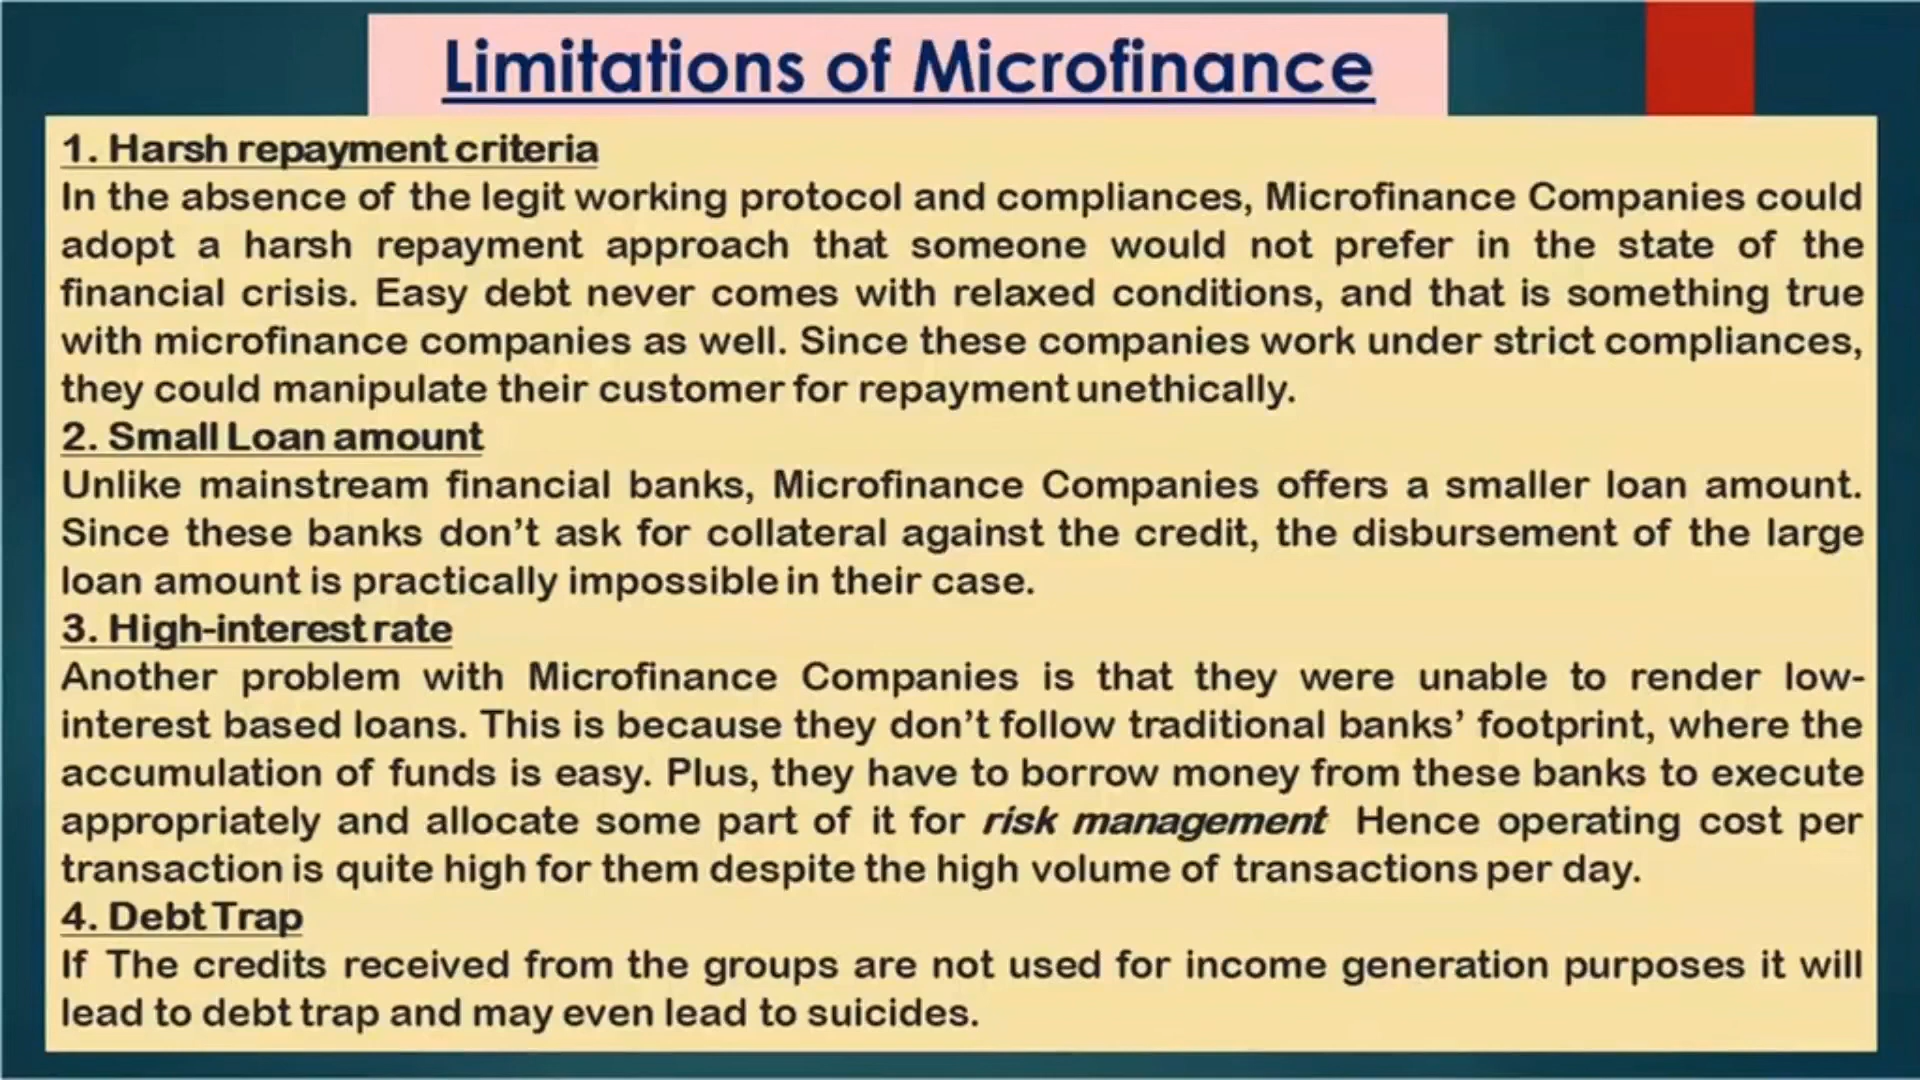 Limitations of Microfinance
1. Harsh repayment criteria
In the absence of the legit working protocol and compliances, Microfinance Companies could
adopt a harsh repayment approach that someone would not prefer in the state of the
financial crisis. Easy debt never comes with relaxed conditions, and that is something true
with microfinance companies as well. Since these companies work under strict compliances,
they could manipulate their customer for repayment unethically.
2. Small Loan amount
Unlike mainstream financial banks, Microfinance Companies offers a smaller loan amount.
Since these banks don’t ask for collateral against the credit, the disbursement of the large
loan amount is practically impossible in their case.
3. High-interest rate
Another problem with Microfinance Companies is that they were unable to render low-
interest based loans. This is because they don’t follow traditional banks’ footprint, where the
accumulation of funds is easy. Plus, they have to borrow money from these banks to execute
appropriately and allocate some part of it for risk management Hence operating cost per
transaction is quite high for them despite the high volume of transactions per day.
4. Debt Trap
If The credits received from the groups are not used for income generation purposes it will
lead to debt trap and may even lead to suicides.